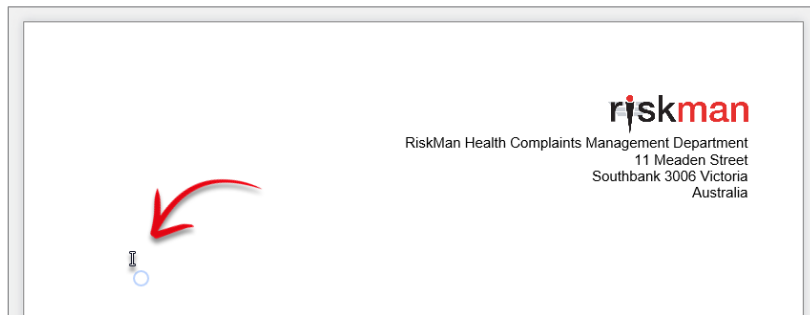 riskman
RiskMan Health Complaints Management Department
11 Meaden Street
Southbank 3006 Victoria
Australia